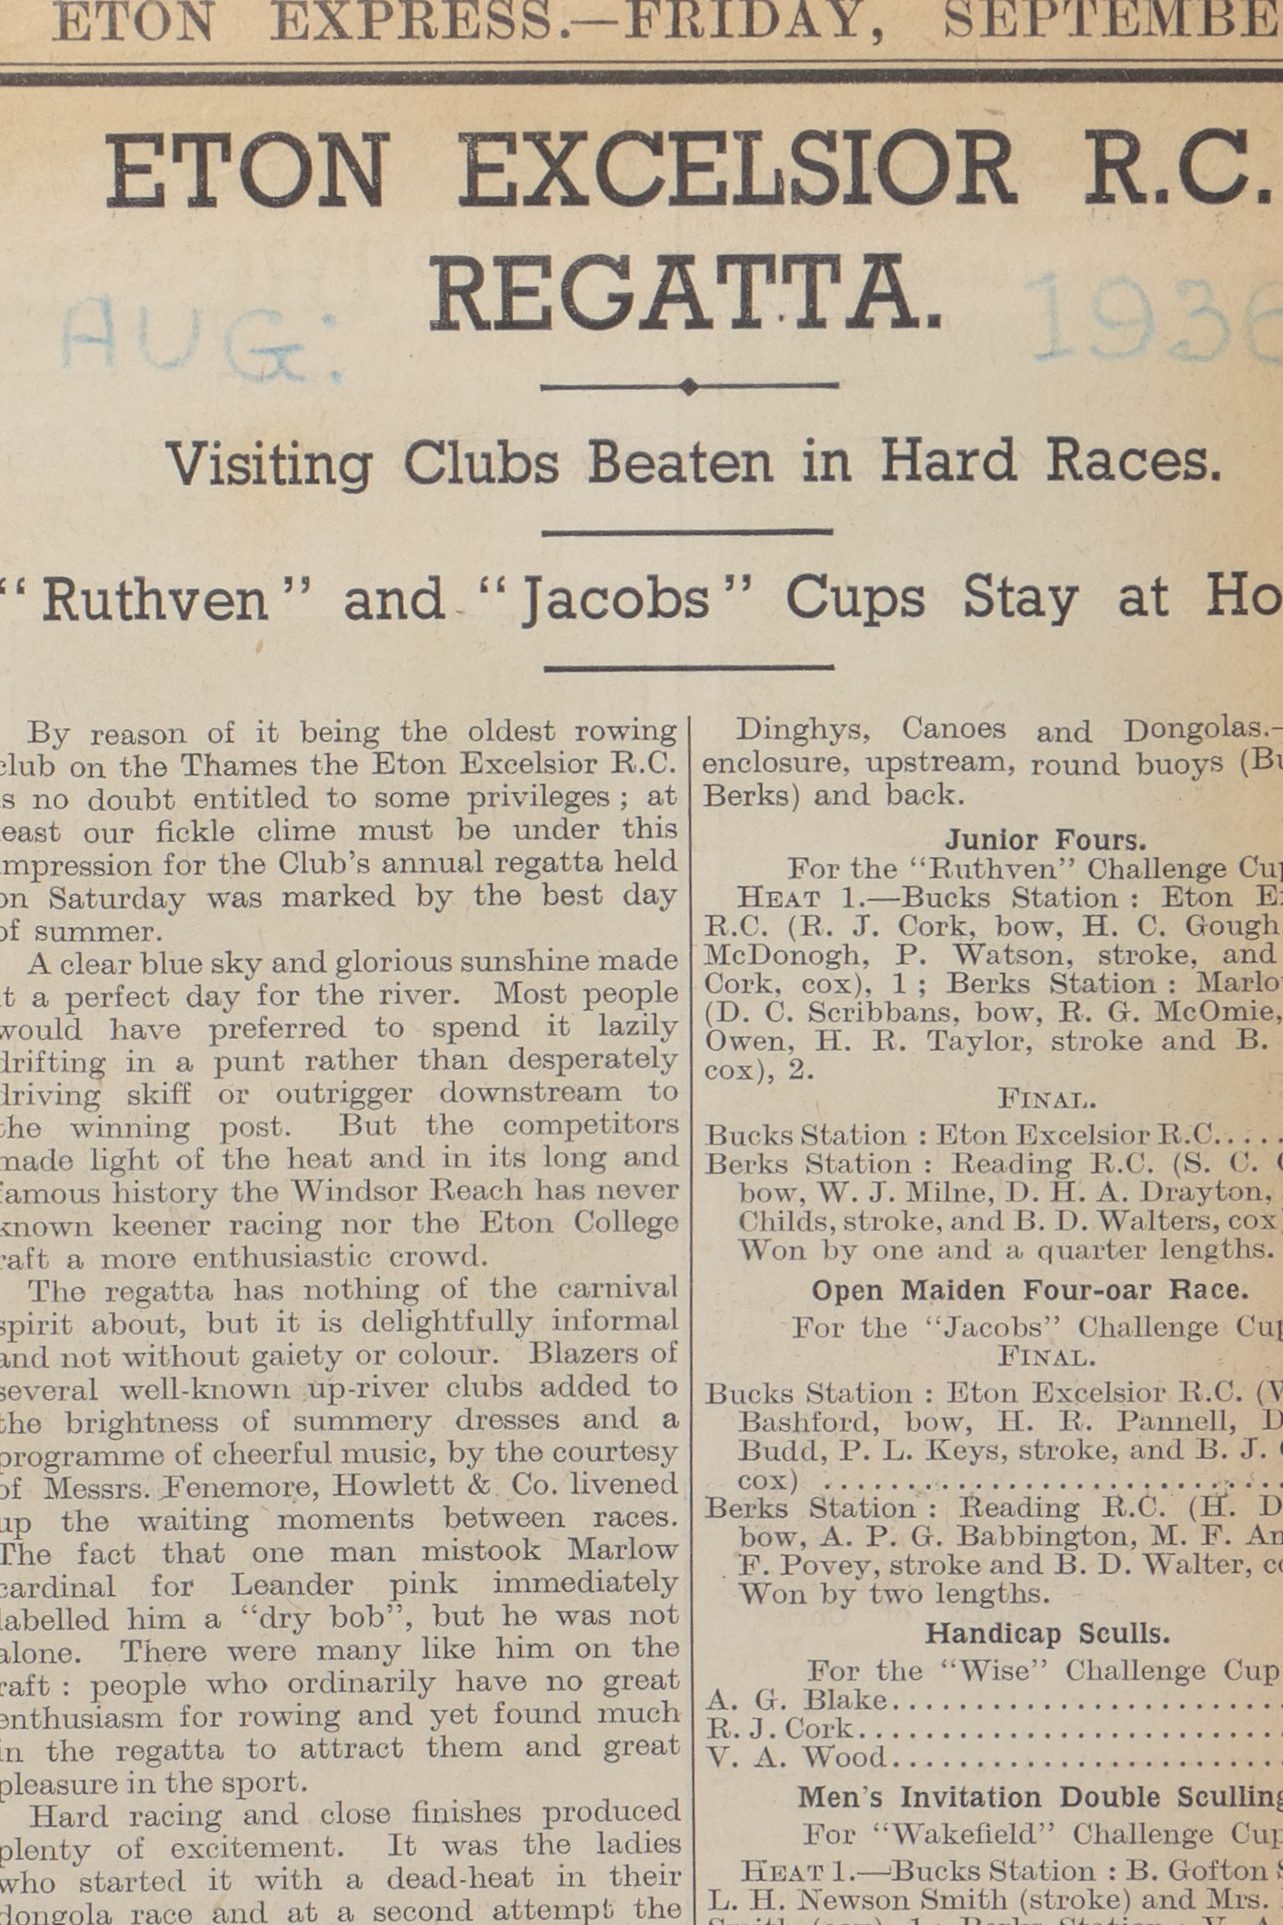 ETON EXPRESS.—FRIDAY, SEPTEMBE
ETON EXCELSIOR R.C.
REGATTA.
AUG: 1936
Visiting Clubs Beaten in Hard Races.
“Ruthven” and “Jacobs” Cups Stay at Ho
By reason of it being the oldest rowing
club on the Thames the Eton Excelsior R.C.
is no doubt entitled to some privileges; at
least our fickle clime must be under this
impression for the Club's annual regatta held
on Saturday was marked by the best day
of summer.
A clear blue sky and glorious sunshine made
it a perfect day for the river. Most people
would have preferred to spend it lazily
drifting in a punt rather than desperately
driving skiff or outrigger downstream to
the winning post. But the competitors
made light of the heat and in its long and
famous history the Windsor Reach has never
known keener racing nor the Eton College
raft a more enthusiastic crowd.
The regatta has nothing of the carnival
spirit about, but it is delightfully informal
and not without gaiety or colour. Blazers of
several well-known up-river clubs added to
the brightness of summery dresses and a
programme of cheerful music, by the courtesy
of Messrs. Fenemore, Howlett & Co. livened
up the waiting moments between races.
The fact that one man mistook Marlow
cardinal for Leander pink immediately
labelled him a “dry bob”, but he was not
alone. There were many like him on the
raft : people who ordinarily have no great
enthusiasm for rowing and yet found much
in the regatta to attract them and great
pleasure in the sport.
Hard racing and close finishes produced
plenty of excitement. It was the ladies
who started it with a dead-heat in their
dongola race and at a second attempt the
Dinghys, Canoes and Dongolas.—
enclosure, upstream, round buoys (Bu
Berks) and back.
Junior Fours.
For the “Ruthven” Challenge Cup
HEAT 1.—Bucks Station : Eton E
R.C. (R. J. Cork, bow, H. C. Gough
McDonogh, P. Watson, stroke, and
Cork, cox), 1 ; Berks Station : Marlo
(D. C. Scribbans, bow, R. G. McOmie,
Owen, H. R. Taylor, stroke and B.
cox), 2.
FINAL.
Bucks Station : Eton Excelsior R.C.....
Berks Station : Reading R.C. (S. C.
bow, W. J. Milne, D. H. A. Drayton,
Childs, stroke, and B. D. Walters, cox
Won by one and a quarter lengths.
Open Maiden Four-oar Race.
For the “Jacobs” Challenge Cup
FINAL.
Bucks Station : Eton Excelsior R.C. (
Bashford, bow, H. R. Pannell, D
Budd, P. L. Keys, stroke, and B. J.
cox) ..............................
Berks Station : Reading R.C. (H. D
bow, A. P. G. Babbington, M. F. An
F. Povey, stroke and B. D. Walter, co
Won by two lengths.
Handicap Sculls.
For the “Wise” Challenge Cup
A. G. Blake........................
R. J. Cork..........................
V. A. Wood........................
Men's Invitation Double Sculling
For “Wakefield” Challenge Cup
HEAT 1.—Bucks Station : B. Gofton
L. H. Newson Smith (stroke) and Mrs.